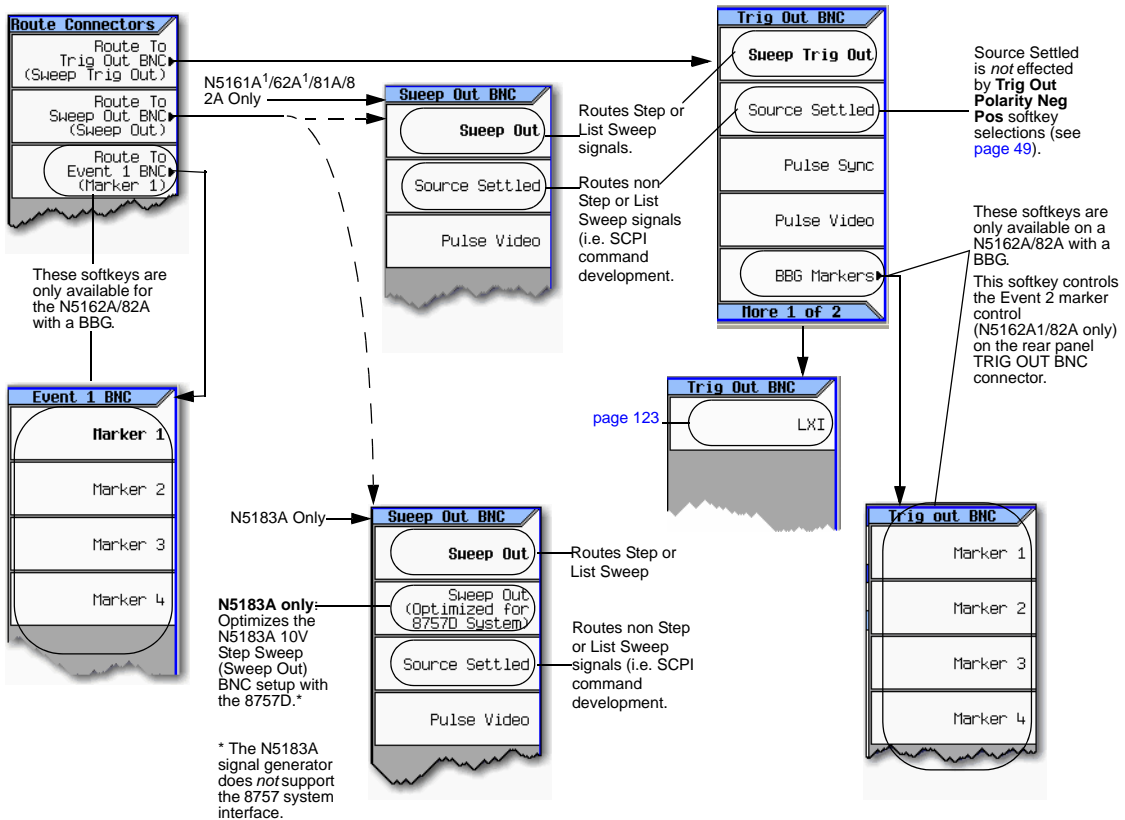 Route Connectors
Route To
Trig Out BNC
(Sweep Trig Out)
Route To
Sweep Out BNC
(Sweep Out)
Route To
Event 1 BNC
(Marker 1)
These softkeys are
only available for
the N5162A/82A
with a BBG.
Event 1 BNC
Marker 1
Marker 2
Marker 3
Marker 4
N5161A1/62A1/81A/8
2A Only
Sweep Out BNC
Sweep Out
Source Settled
Pulse Video
Routes Step or
List Sweep
signals.
Routes non
Step or List
Sweep signals
(i.e. SCPI
command
development.
Trig Out BNC
Sweep Trig Out
Source Settled
Pulse Sync
Pulse Video
BBG Markers
More 1 of 2
Source Settled
is not effected
by Trig Out
Polarity Neg
Pos softkey
selections (see
page 49).
These softkeys are
only available on a
N5162A/82A with a
BBG.
This softkey controls
the Event 2 marker
control
(N5162A1/82A only)
on the rear panel
TRIG OUT BNC
connector.
Trig Out BNC
page 123
LXI
Trig out BNC
Marker 1
Marker 2
Marker 3
Marker 4
N5183A Only
Sweep Out BNC
Sweep Out
Sweep Out
(Optimized for
8757D System)
Source Settled
Pulse Video
Routes Step or
List Sweep
Routes non Step
or List Sweep
signals (i.e. SCPI
command
development.
N5183A only:
Optimizes the
N5183A 10V
Step Sweep
(Sweep Out)
BNC setup with
the 8757D.*
* The N5183A
signal generator
does not support
the 8757 system
interface.